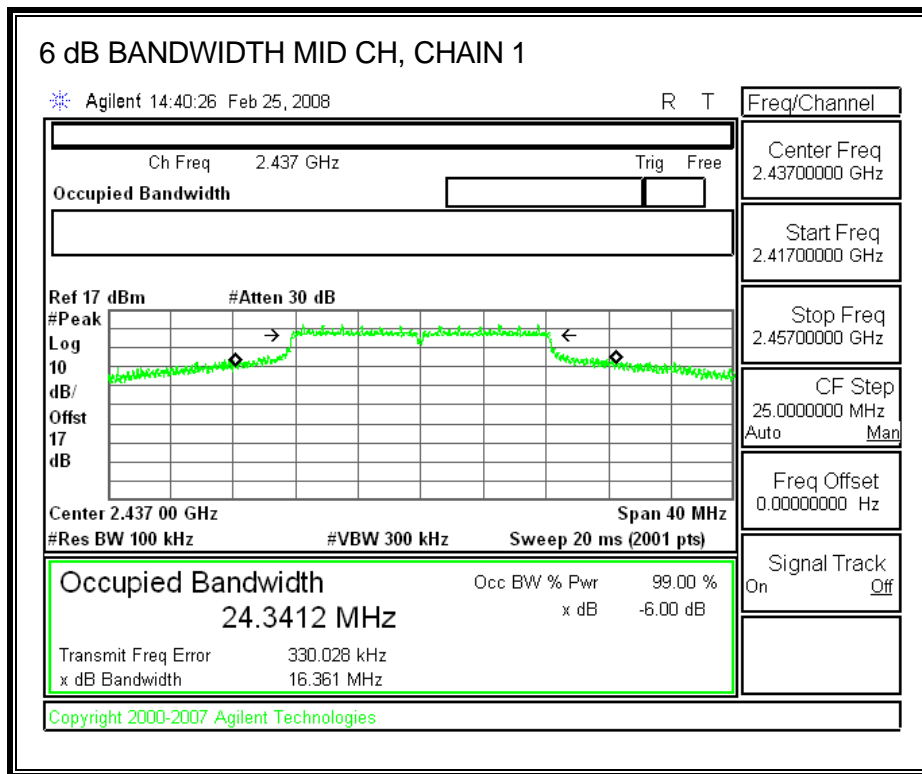 6 dB BANDWIDTH MID CH, CHAIN 1
Agilent 14:40:26 Feb 25, 2008 R T
Freq/Channel
Ch Freq 2.437 GHz Trig Free
Occupied Bandwidth
Center Freq
2.43700000 GHz
Start Freq
2.41700000 GHz
Stop Freq
2.45700000 GHz
CF Step
25.0000000 MHz
Auto Man
Freq Offset
0.00000000 Hz
Signal Track
On Off
Ref 17 dBm #Atten 30 dB
#Peak
Log
10
dB/
Offst
17
dB
Center 2.437 00 GHz Span 40 MHz
#Res BW 100 kHz #VBW 300 kHz Sweep 20 ms (2001 pts)
Occupied Bandwidth Occ BW % Pwr 99.00 %
24.3412 MHz x dB -6.00 dB
Transmit Freq Error 330.028 kHz
x dB Bandwidth 16.361 MHz
Copyright 2000-2007 Agilent Technologies